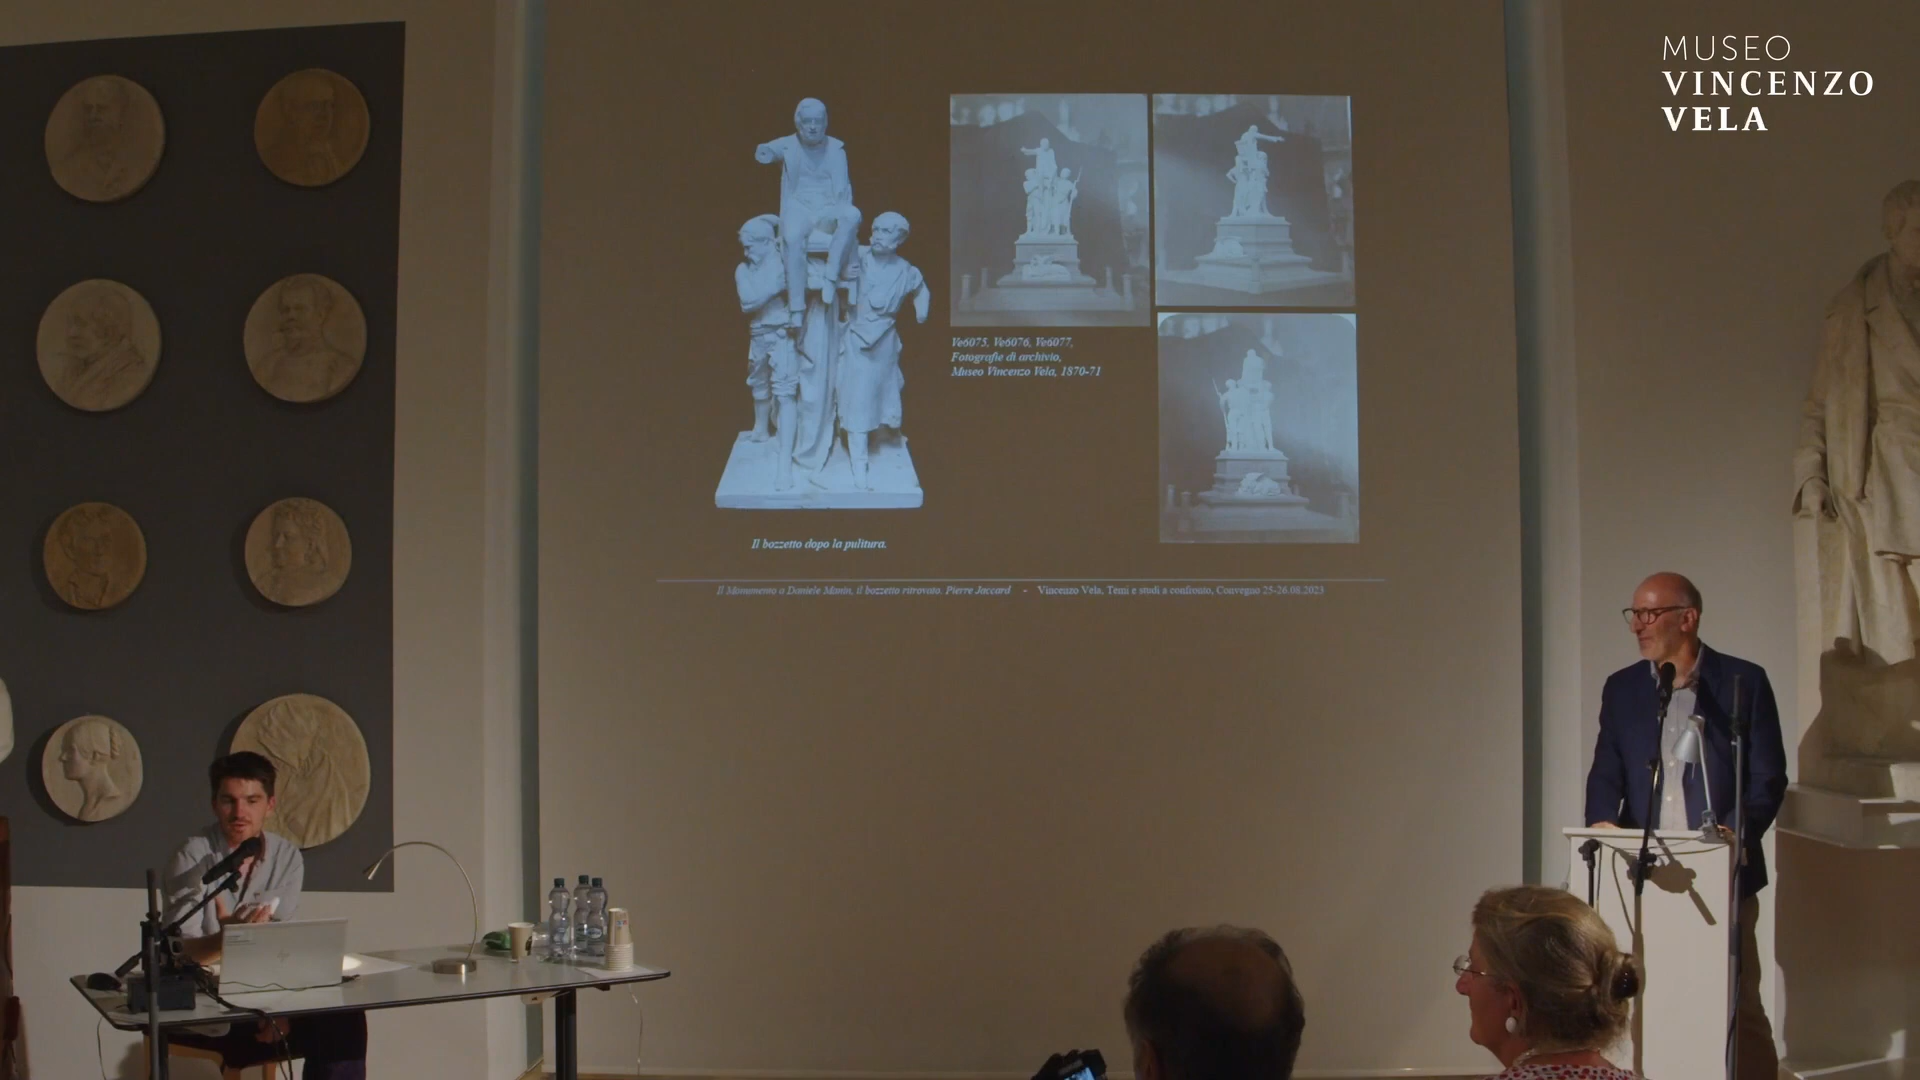 MUSEO
VINCENZO
VELA
Ve6075, Ve6076, Ve6077,
Fotografie di archivio,
Museo Vincenzo Vela, 1870-71
Il bozzetto dopo la pulitura.
Il Monumento a Daniele Manin, il bozzetto ritrovato. Pierre Jaccard - Vincenzo Vela, Temi e studi a confronto, Convegno 25-26.08.2023